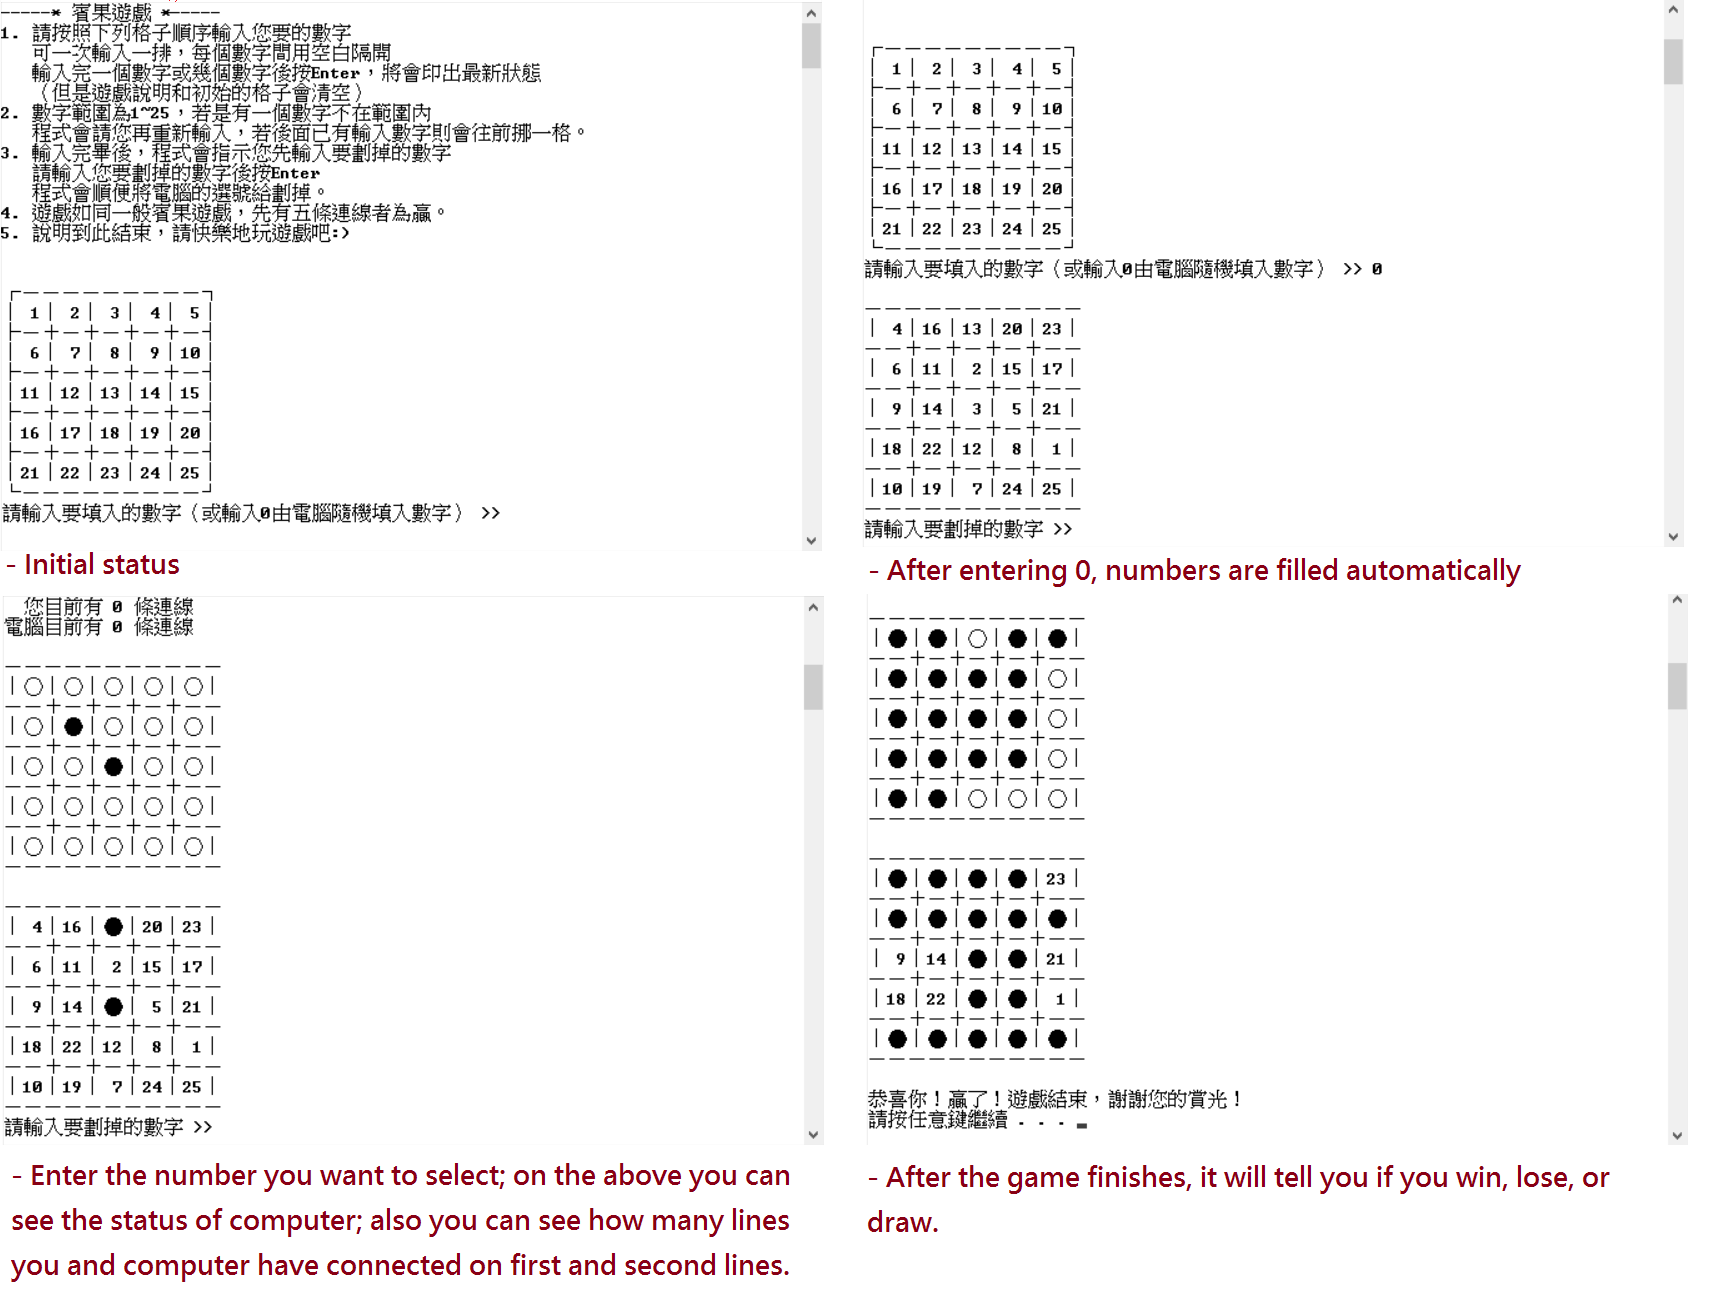 -----* 賓果遊戲 *-----
1. 請按照下列格子順序輸入您要的數字
可一次輸入一排，每個數字間用空白隔開
輸入完一個數字或幾個數字後按Enter，將會印出最新狀態
（但是遊戲說明和初始的格子會清空）
2. 數字範圍為1~25，若是有一個數字不在範圍內
程式會請您再重新輸入，若後面已有輸入數字則會往前挪一格。
3. 輸入完畢後，程式會指示您先輸入要劃掉的數字
請輸入您要劃掉的數字後按Enter
程式會順便將電腦的選號給劃掉。
4. 遊戲如同一般賓果遊戲，先有五條連線者為贏。
5. 說明到此結束，請快樂地玩遊戲吧:)
1 2 3 4 5
6 7 8 9 10
11 12 13 14 15
16 17 18 19 20
21 22 23 24 25
請輸入要填入的數字（或輸入0由電腦隨機填入數字） >>
- Initial status
1 2 3 4 5
6 7 8 9 10
11 12 13 14 15
16 17 18 19 20
21 22 23 24 25
請輸入要填入的數字（或輸入0由電腦隨機填入數字） >> 0
4 16 13 20 23
6 11 2 15 17
9 14 3 5 21
18 22 12 8 1
10 19 7 24 25
請輸入要劃掉的數字 >>
- After entering 0, numbers are filled automatically
您目前有 0 條連線
電腦目前有 0 條連線
○ ○ ○ ○ ○
○ ● ○ ○ ○
○ ○ ● ○ ○
○ ○ ○ ○ ○
○ ○ ○ ○ ○
4 16 ● 20 23
6 11 2 15 17
9 14 ● 5 21
18 22 12 8 1
10 19 7 24 25
請輸入要劃掉的數字 >>
- Enter the number you want to select; on the above you can
see the status of computer; also you can see how many lines
you and computer have connected on first and second lines.
● ● ○ ● ●
● ● ● ● ○
● ● ● ● ○
● ● ● ● ○
● ● ○ ○ ○
● ● ● ● 23
● ● ● ● ●
9 14 ● ● 21
18 22 ● ● 1
● ● ● ● ●
恭喜你！贏了！遊戲結束，謝謝您的賞光！
請按任意鍵繼續 . . .
- After the game finishes, it will tell you if you win, lose, or
draw.